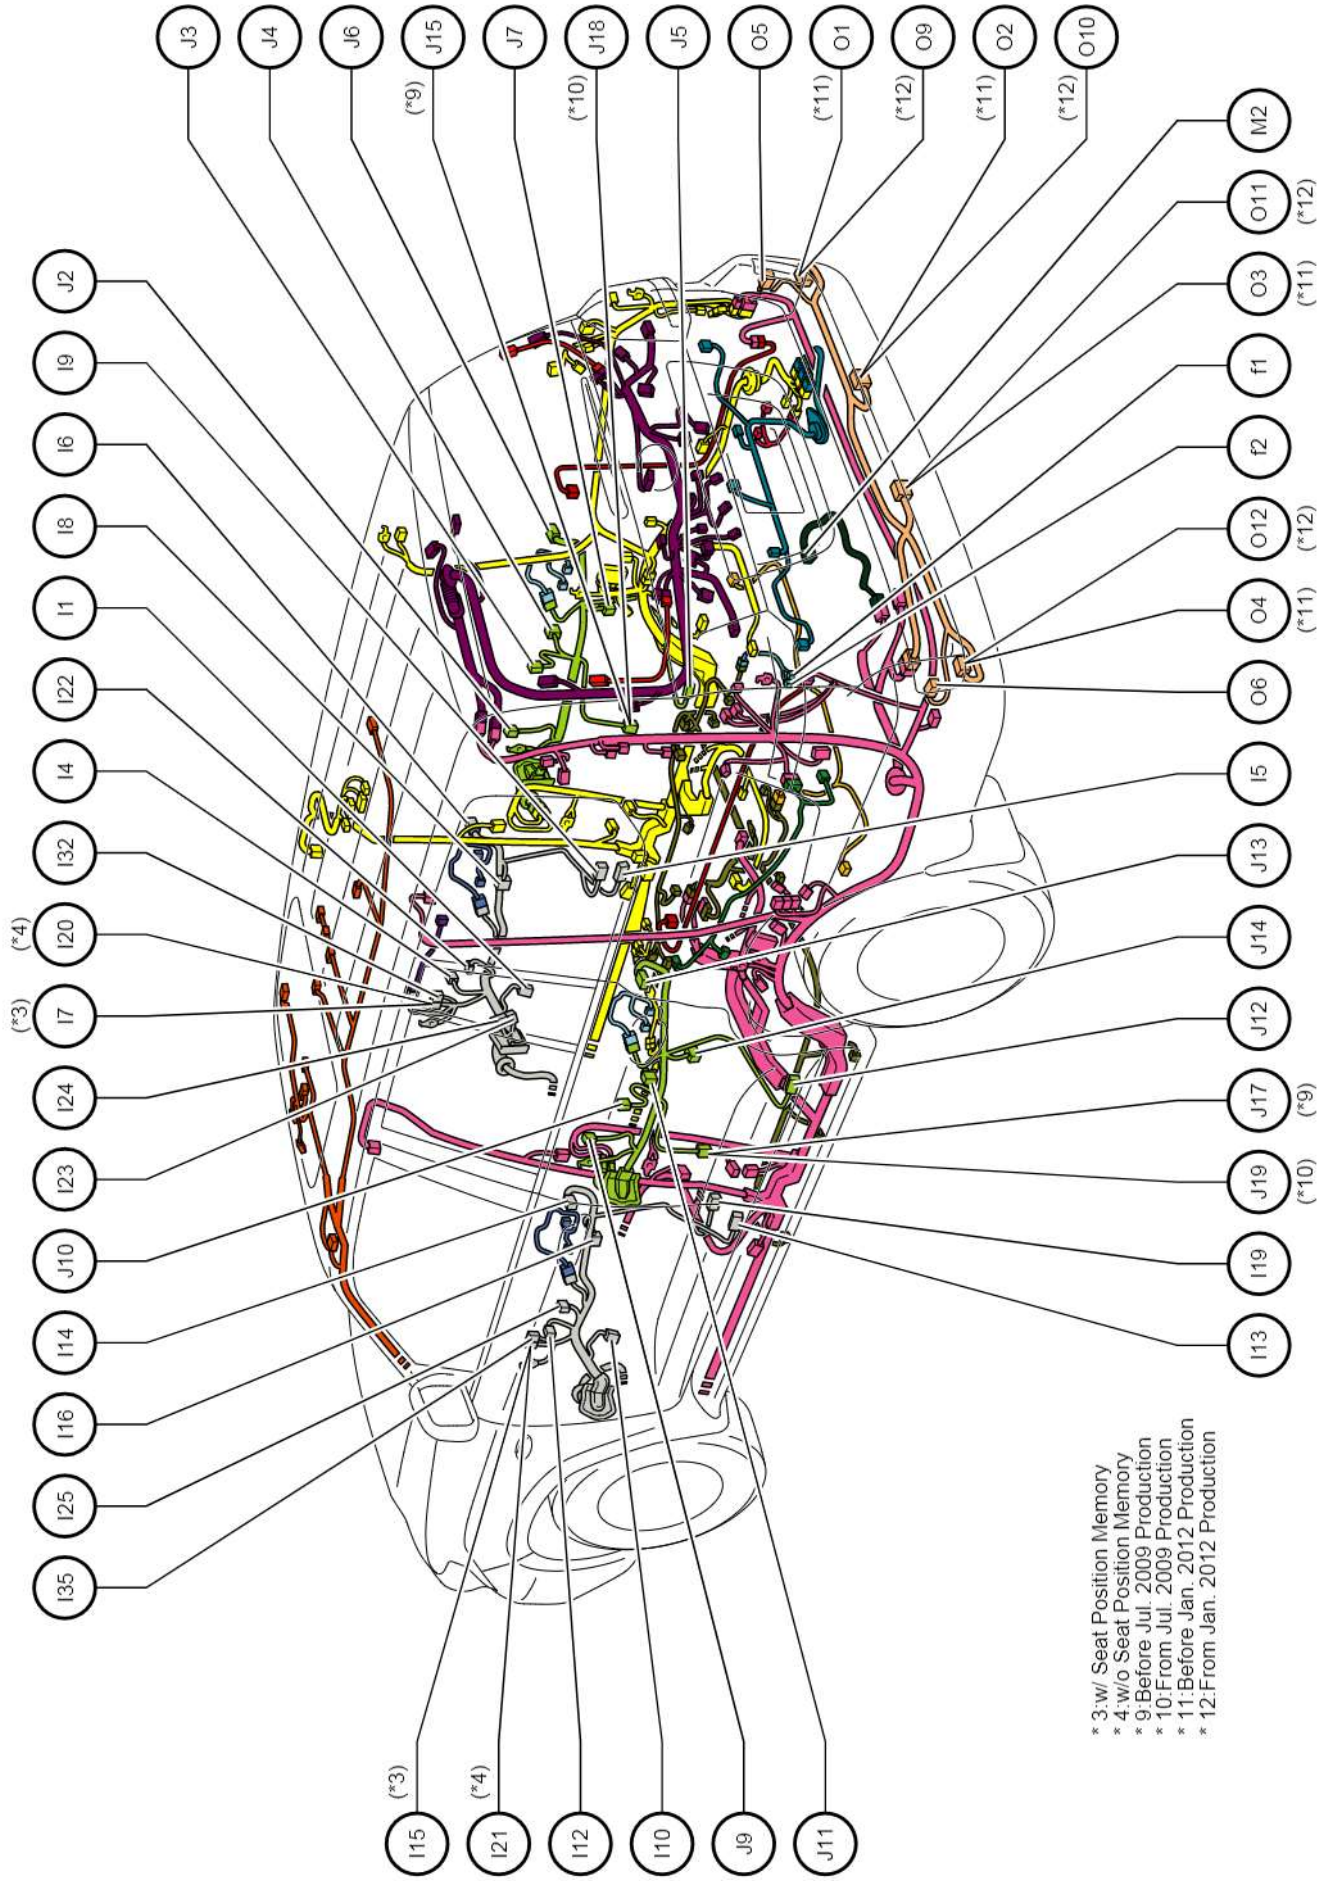 I35
I25
I16
I14
J10
I23
I24
I7
(*3)
I20
(*4)
I32
I4
I22
I1
I8
I6
I9
J2
J3
J4
J6
J15
(*9)
J7
J18
(*10)
J5
O5
O1
(*11)
O9
(*12)
O2
(*11)
O10
(*12)
I15
(*3)
I21
(*4)
I12
I10
J9
J11
I13
I19
J19
(*10)
J17
(*9)
J12
J14
J13
I5
O6
O4
(*11)
O12
(*12)
f2
f1
O3
(*11)
O11
(*12)
M2
* 3:w/ Seat Position Memory
* 4:w/o Seat Position Memory
* 9:Before Jul. 2009 Production
* 10:From Jul. 2009 Production
* 11:Before Jan. 2012 Production
* 12:From Jan. 2012 Production